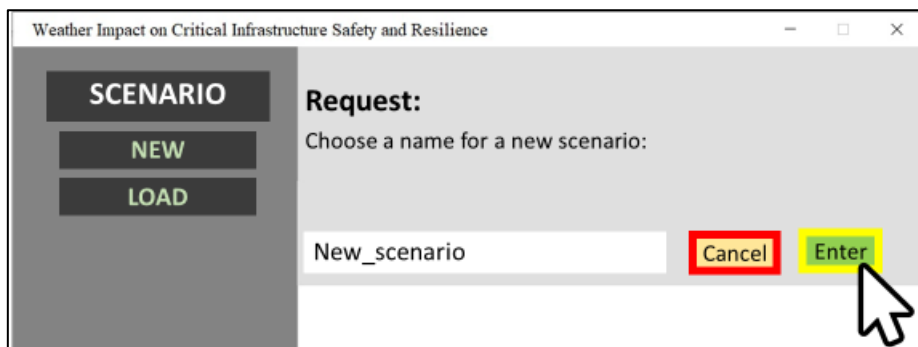 Weather Impact on Critical Infrastructure Safety and Resilience
SCENARIO
NEW
LOAD
Request:
Choose a name for a new scenario:
New_scenario
Cancel
Enter